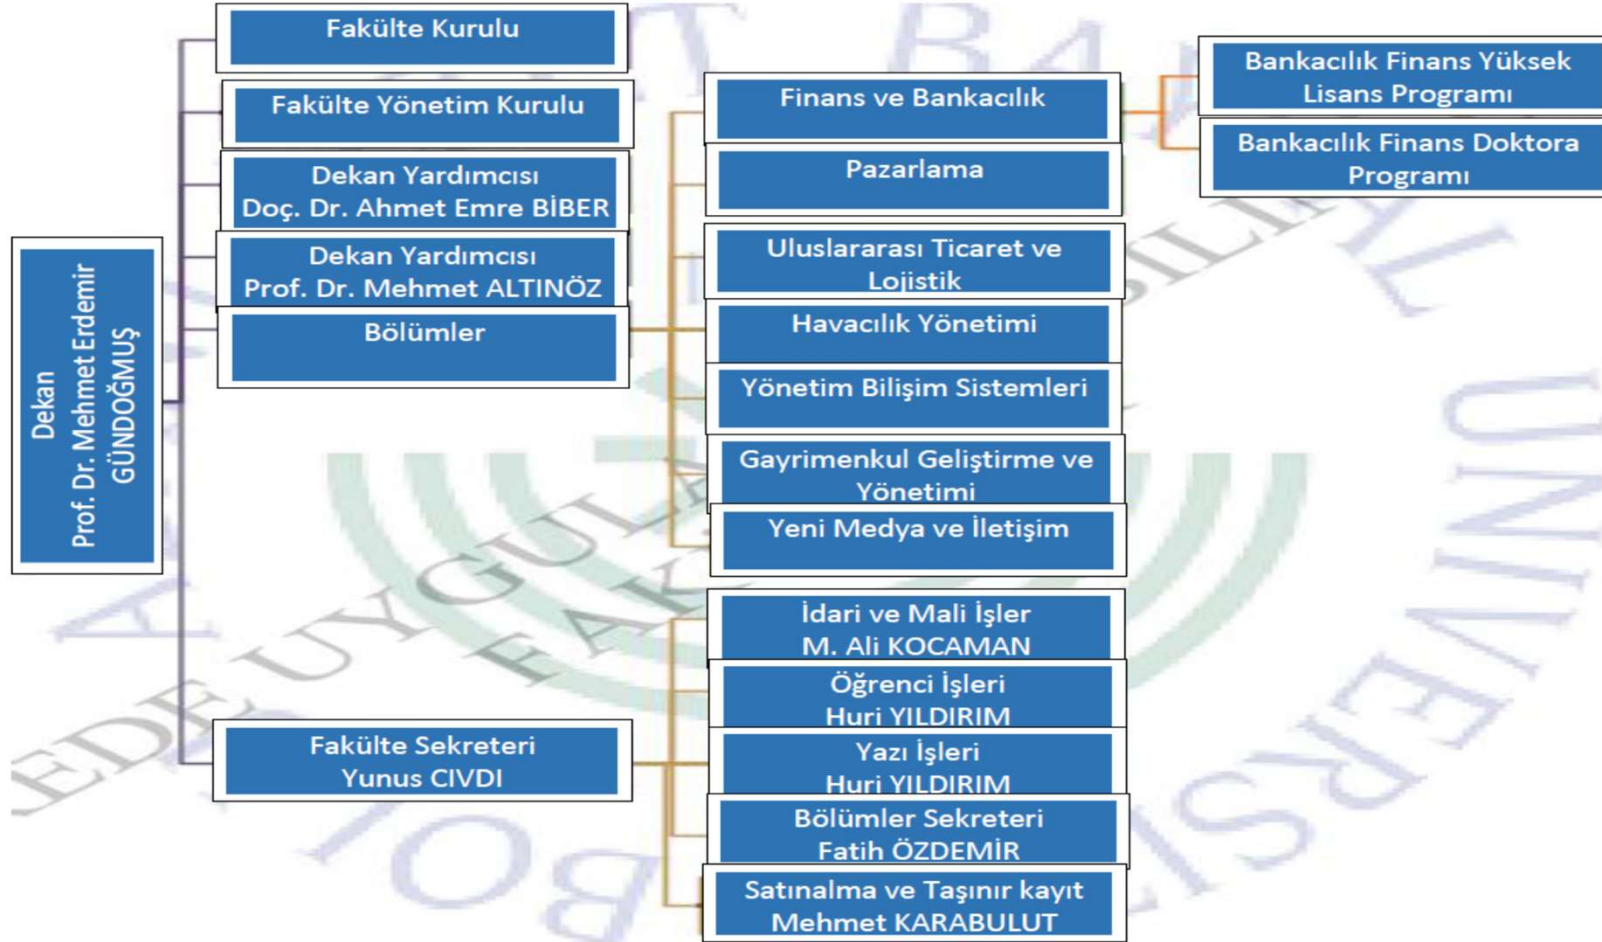 Dekan
Prof. Dr. Mehmet Erdemir
GÜNDOĞMUŞ
Fakülte Kurulu
Fakülte Yönetim Kurulu
Dekan Yardımcısı
Doç. Dr. Ahmet Emre BİBER
Dekan Yardımcısı
Prof. Dr. Mehmet ALTINÖZ
Bölümler
Finans ve Bankacılık
Bankacılık Finans Yüksek
Lisans Programı
Bankacılık Finans Doktora
Programı
Pazarlama
Uluslararası Ticaret ve
Lojistik
Havacılık Yönetimi
Yönetim Bilişim Sistemleri
Gayrimenkul Geliştirme ve
Yönetimi
Yeni Medya ve İletişim
Fakülte Sekreteri
Yunus CIVDI
İdari ve Mali İşler
M. Ali KOCAMAN
Öğrenci İşleri
Huri YILDIRIM
Yazı İşleri
Huri YILDIRIM
Bölümler Sekreteri
Fatih ÖZDEMİR
Satınalma ve Taşınır kayıt
Mehmet KARABULUT